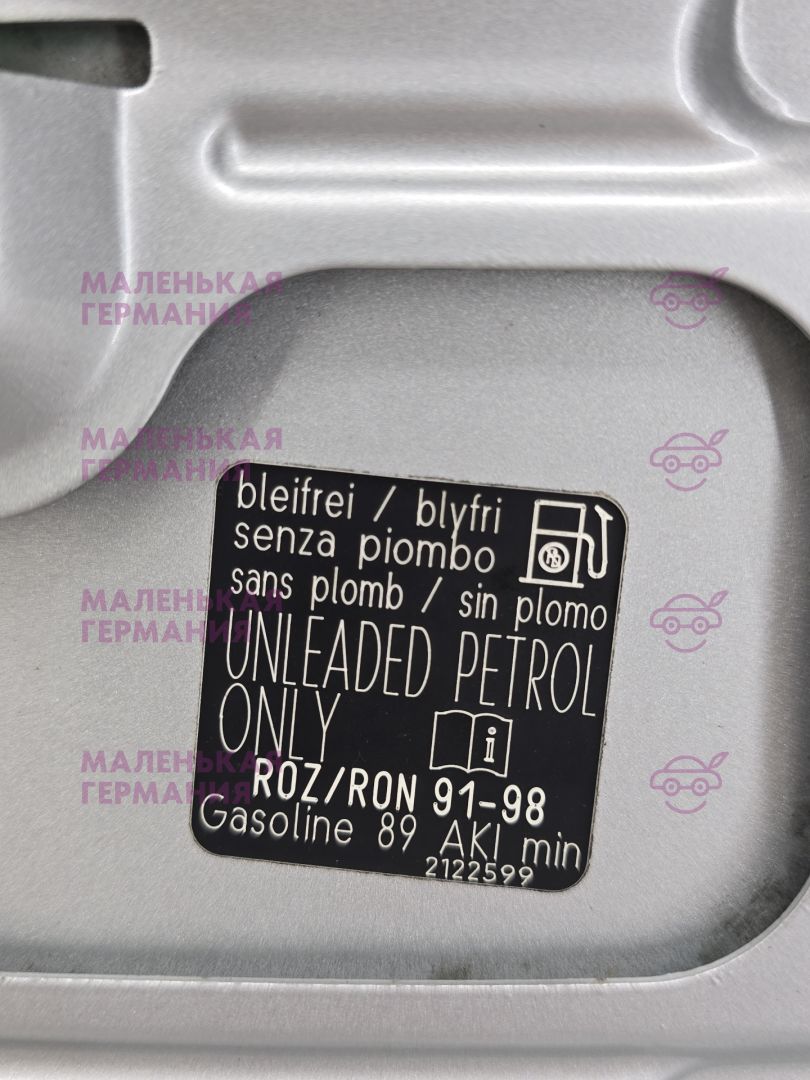 МАЛЕНЬКАЯ
ГЕРМАНИЯ
МАЛЕНЬКАЯ
ГЕРМАНИЯ
bleifrei / blyfri
senza piombo
sans plomb / sin plomo
UNLEADED PETROL
ONLY
ROZ/RON 91-98
Gasoline 89 AKI min
2122599
МАЛЕНЬКАЯ
ГЕРМАНИЯ
МАЛЕНЬКАЯ
ГЕРМАНИЯ